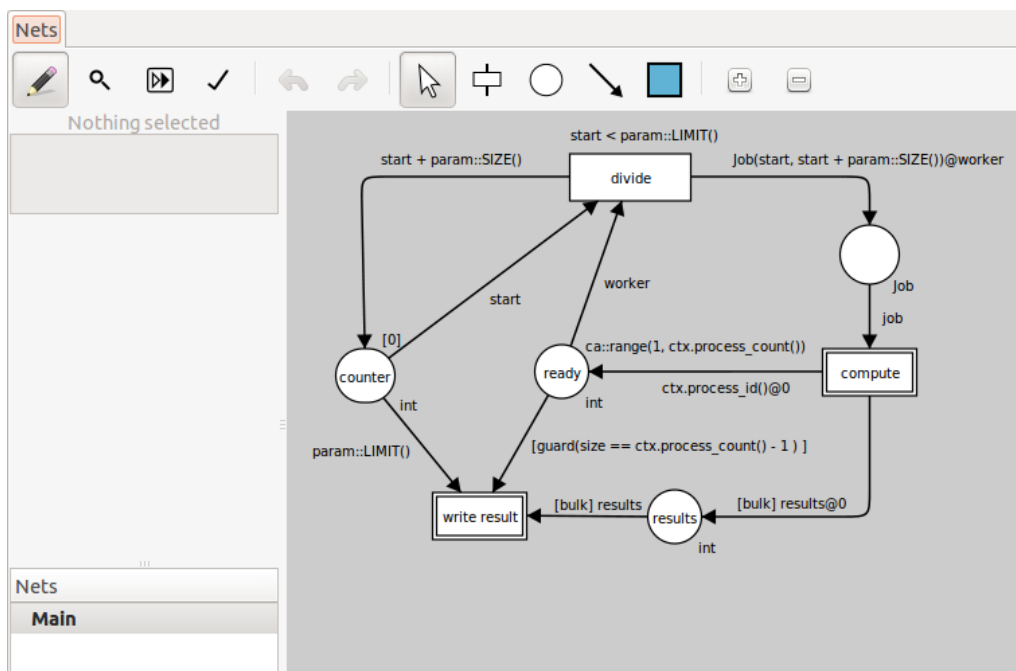 Nets
Nothing selected
start < param::LIMIT()
start + param::SIZE()
Job(start, start + param::SIZE())@worker
divide
worker
start
Job
job
[0]
ca::range(1, ctx.process_count())
counter
ready
compute
ctx.process_id()@0
int
int
param::LIMIT()
[guard(size == ctx.process_count() - 1 ) ]
[bulk] results
[bulk] results@0
write result
results
int
Nets
Main